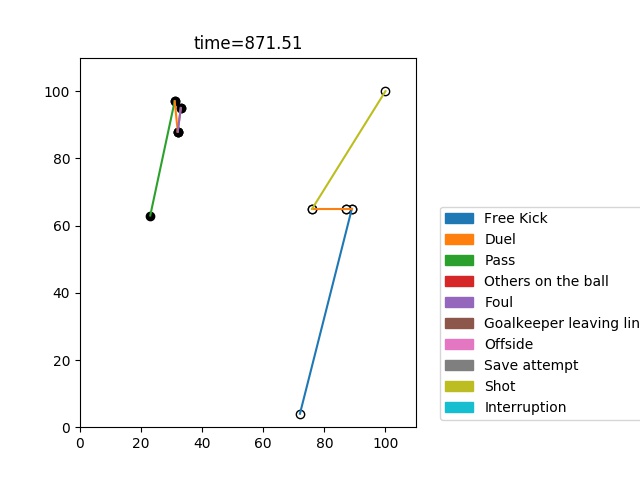 time=871.51
100
80
60
40
20
0
0 20 40 60 80 100
Free Kick
Duel
Pass
Others on the ball
Foul
Goalkeeper leaving lin
Offside
Save attempt
Shot
Interruption